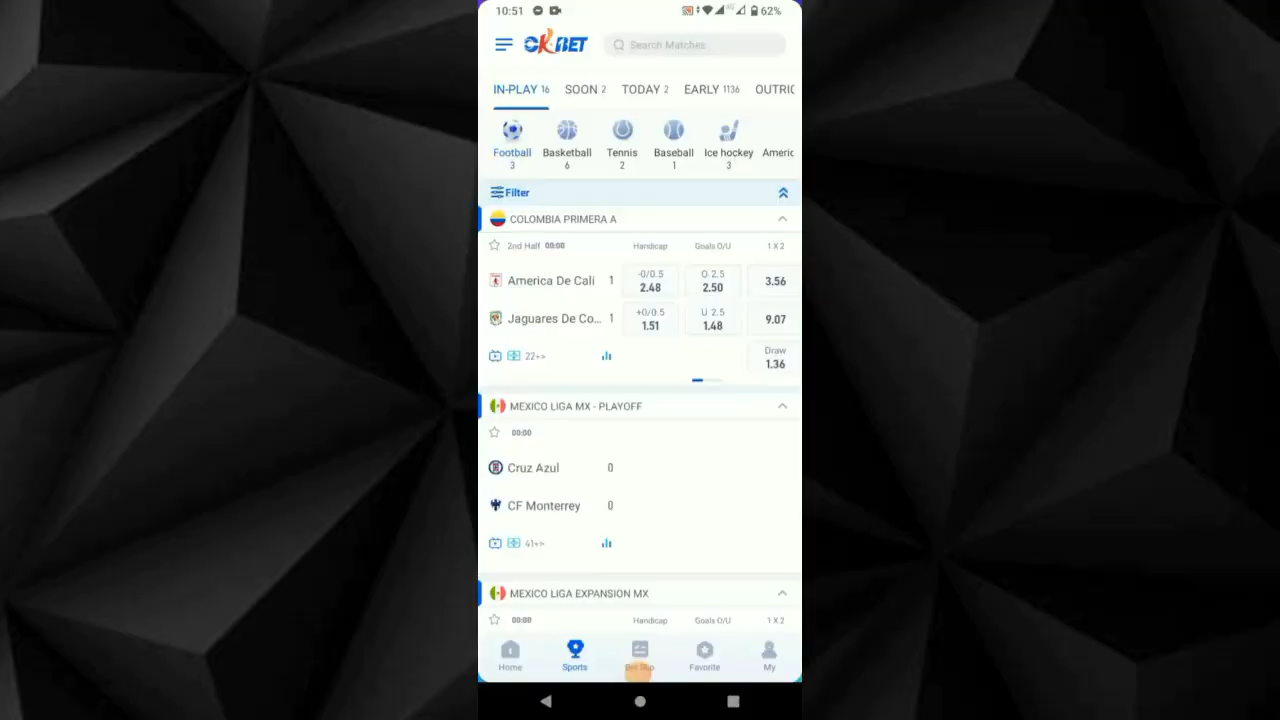 10:51 4G 62%
OKBET Search Matches
IN-PLAY 16 SOON 2 TODAY 2 EARLY 1136 OUTRIG
Football Basketball Tennis Baseball Ice hockey Americ
3 6 2 1 3
Filter
COLOMBIA PRIMERA A
2nd Half 00:00 Handicap Goals O/U 1 X 2
-0/0.5 O 2.5
America De Cali 1 2.48 2.50 3.56
+0/0.5 U 2.5
Jaguares De Co... 1 1.51 1.48 9.07
22+> Draw
1.36
MEXICO LIGA MX - PLAYOFF
00:00
Cruz Azul 0
CF Monterrey 0
41+>
MEXICO LIGA EXPANSION MX
00:00 Handicap Goals O/U 1 X 2
Home Sports Bet Slip Favorite My